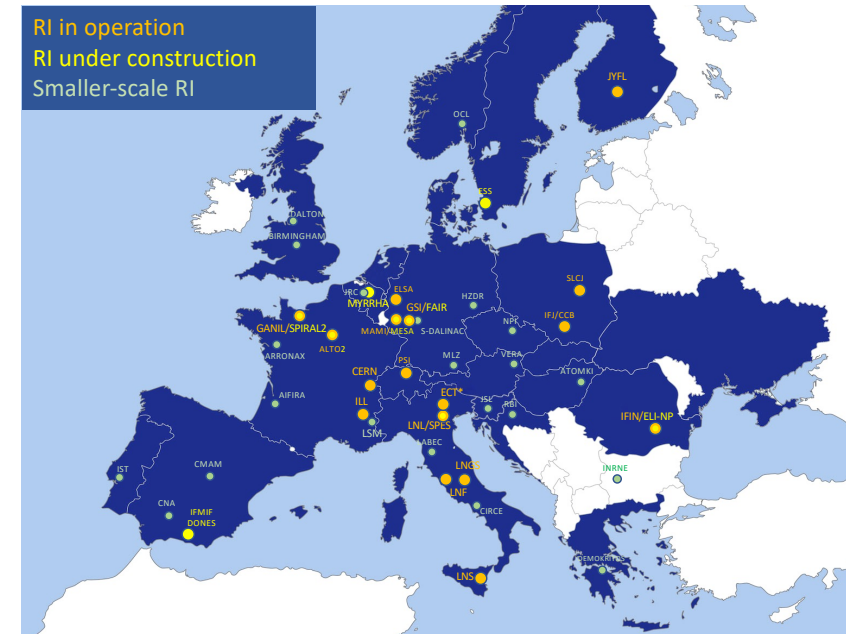 RI in operation
RI under construction
Smaller-scale RI
JYFL
OCL
ESS
DALTON
BIRMINGHAM
SLCJ
JRC
ELSA
MYRRHA
GSI/FAIR
HZDR
IFJ/CCB
GANIL/SPIRAL2
MAMI/MESA
S-DALINAC
NPI
ALTO2
ARRONAX
PSI
MLZ
VERA
CERN
ATOMKI
AIFIRA
ECT*
ISL
RBI
ILL
IFIN/ELI-NP
LSM
LNL/SPES
LABEC
IST
CMAM
LNGS
INRNE
LNF
CNA
IFMIF
DONES
CIRCE
DEMOKRITOS
LNS